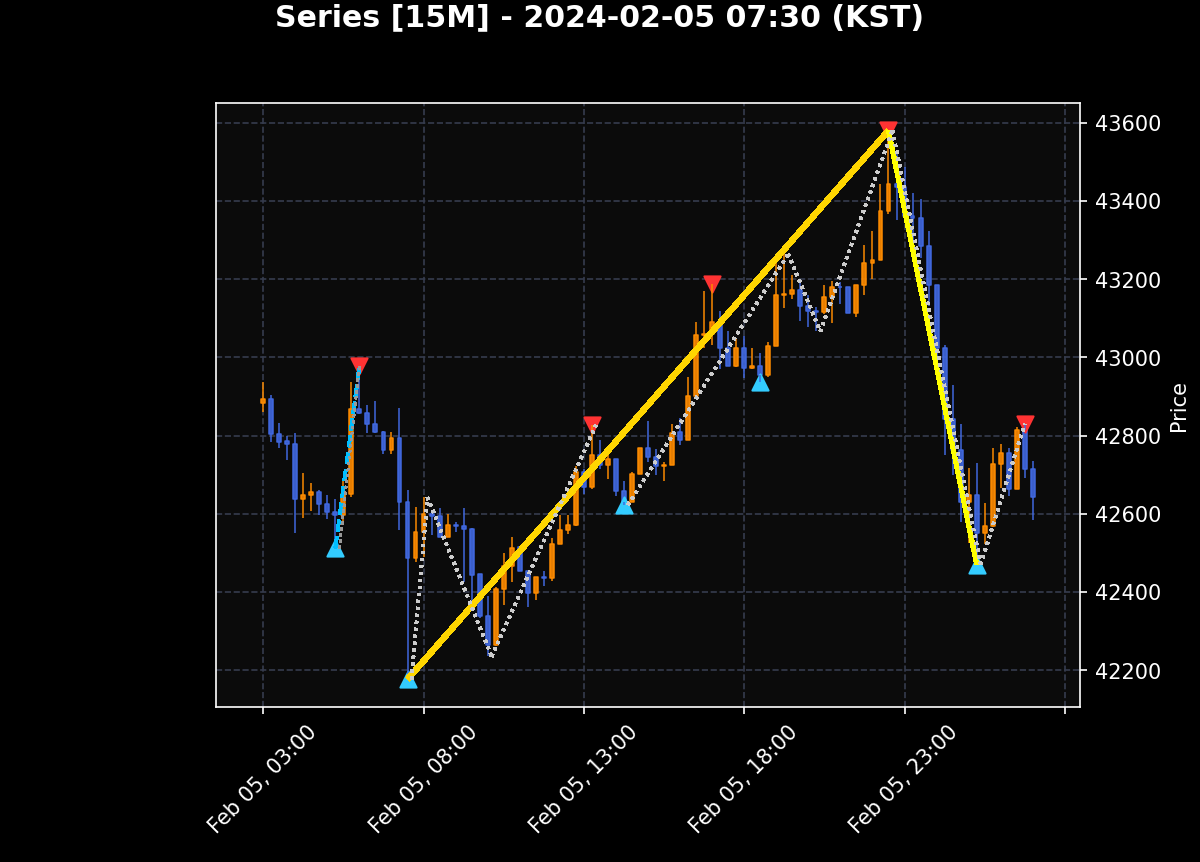 Series [15M] - 2024-02-05 07:30 (KST)
43600
43400
43200
43000
42800
42600
42400
42200
Price
Feb 05, 03:00
Feb 05, 08:00
Feb 05, 13:00
Feb 05, 18:00
Feb 05, 23:00